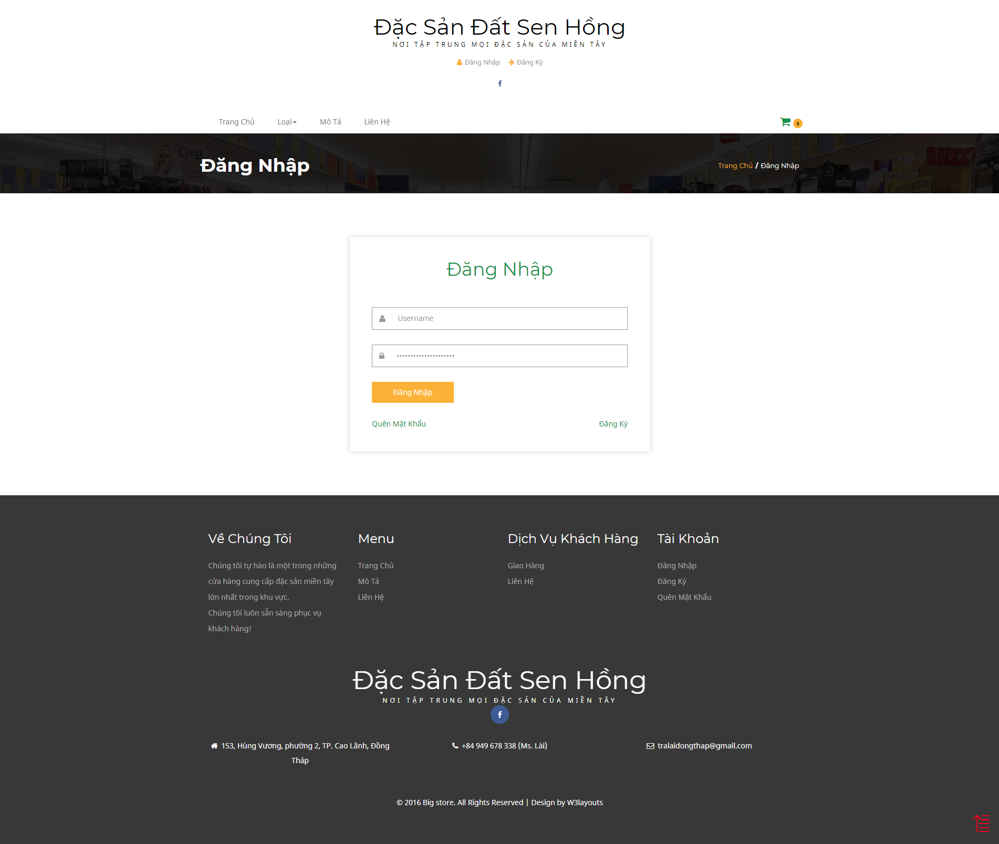 Đặc Sản Đất Sen Hồng
NƠI TẬP TRUNG MỌI ĐẶC SẢN CỦA MIỀN TÂY
Đăng Nhập Đăng Ký
Trang Chủ Loại Mô Tả Liên Hệ 0
Cien
Đăng Nhập
Trang Chủ / Đăng Nhập
Đăng Nhập
Username
Đăng Nhập
Quên Mật Khẩu Đăng Ký
Về Chúng Tôi
Chúng tôi tự hào là một trong những
cửa hàng cung cấp đặc sản miền tây
lớn nhất trong khu vực.
Chúng tôi luôn sẵn sàng phục vụ
khách hàng!
Menu
Trang Chủ
Mô Tả
Liên Hệ
Dịch Vụ Khách Hàng
Giao Hàng
Liên Hệ
Tài Khoản
Đăng Nhập
Đăng Ký
Quên Mật Khẩu
Đặc Sản Đất Sen Hồng
NƠI TẬP TRUNG MỌI ĐẶC SẢN CỦA MIỀN TÂY
153, Hùng Vương, phường 2, TP. Cao Lãnh, Đồng
Tháp
+84 949 678 338 (Ms. Lài)
tralaidongthap@gmail.com
© 2016 Big store. All Rights Reserved | Design by W3layouts